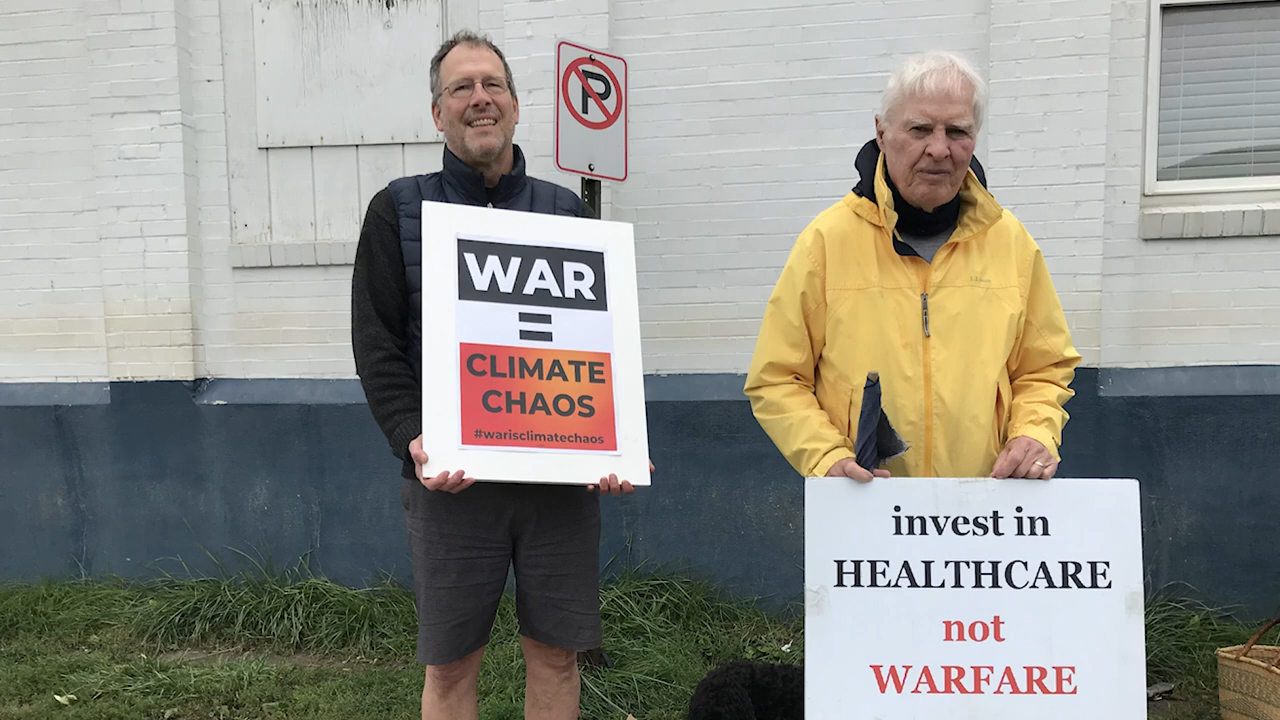 P
WAR
=
CLIMATE
CHAOS
#warisclimatechaos
invest in
HEALTHCARE
not
WARFARE